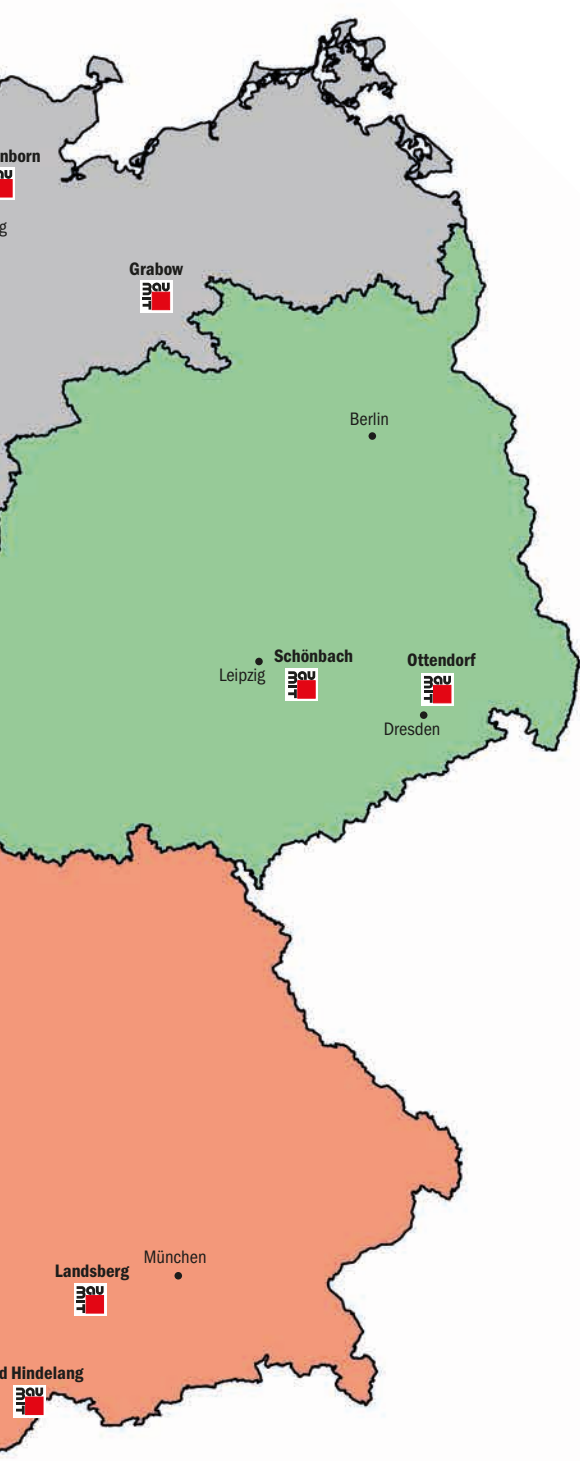 nborn
g
Grabow
Berlin
Leipzig
Schönbach
Ottendorf
Dresden
München
Landsberg
d Hindelang